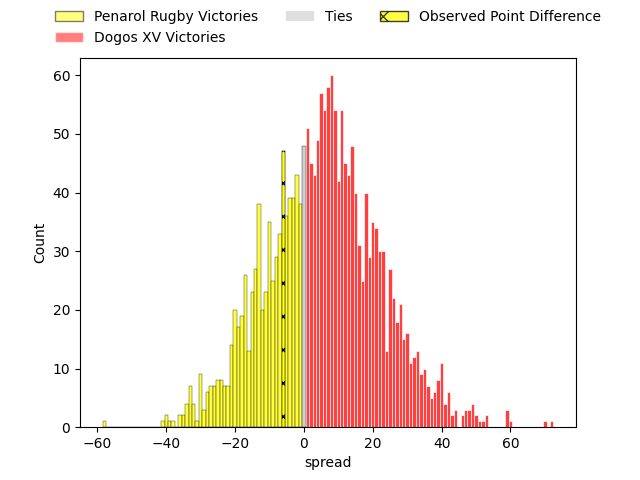 Penarol Rugby Victories
Ties
Observed Point Difference
Dogos XV Victories
60
50
40
30
20
10
0
Count
−60
−40
−20
0
20
40
60
spread